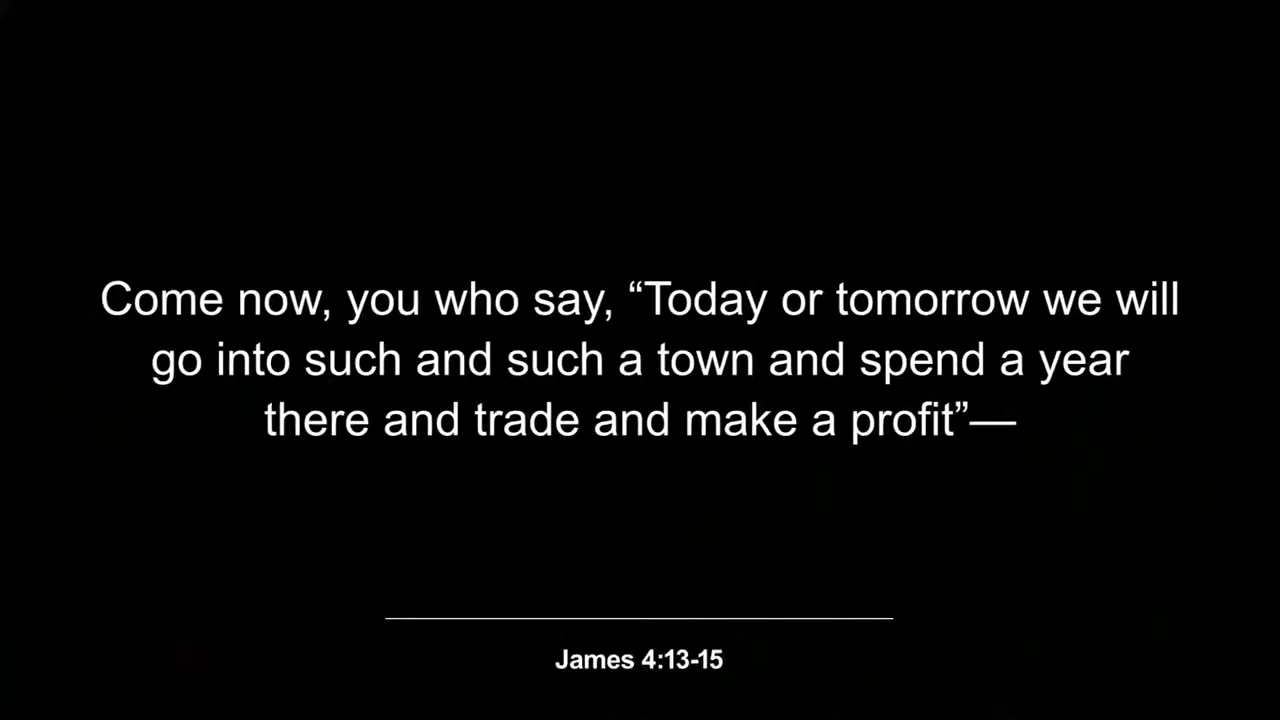 Come now, you who say, “Today or tomorrow we will
go into such and such a town and spend a year
there and trade and make a profit”—
James 4:13-15